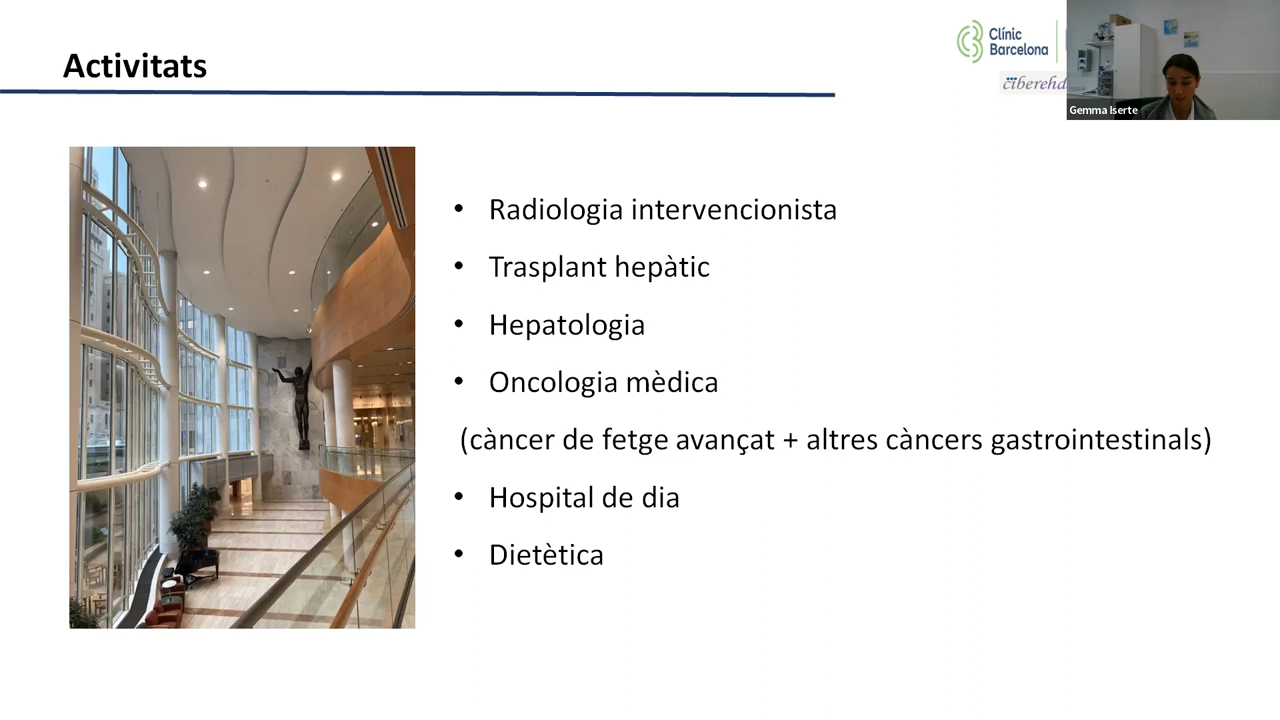 Activitats
Clínic
Barcelona
ciberehd
Gemma Iserte
• Radiologia intervencionista
• Trasplant hepàtic
• Hepatologia
• Oncologia mèdica
(càncer de fetge avançat + altres càncers gastrointestinals)
• Hospital de dia
• Dietètica